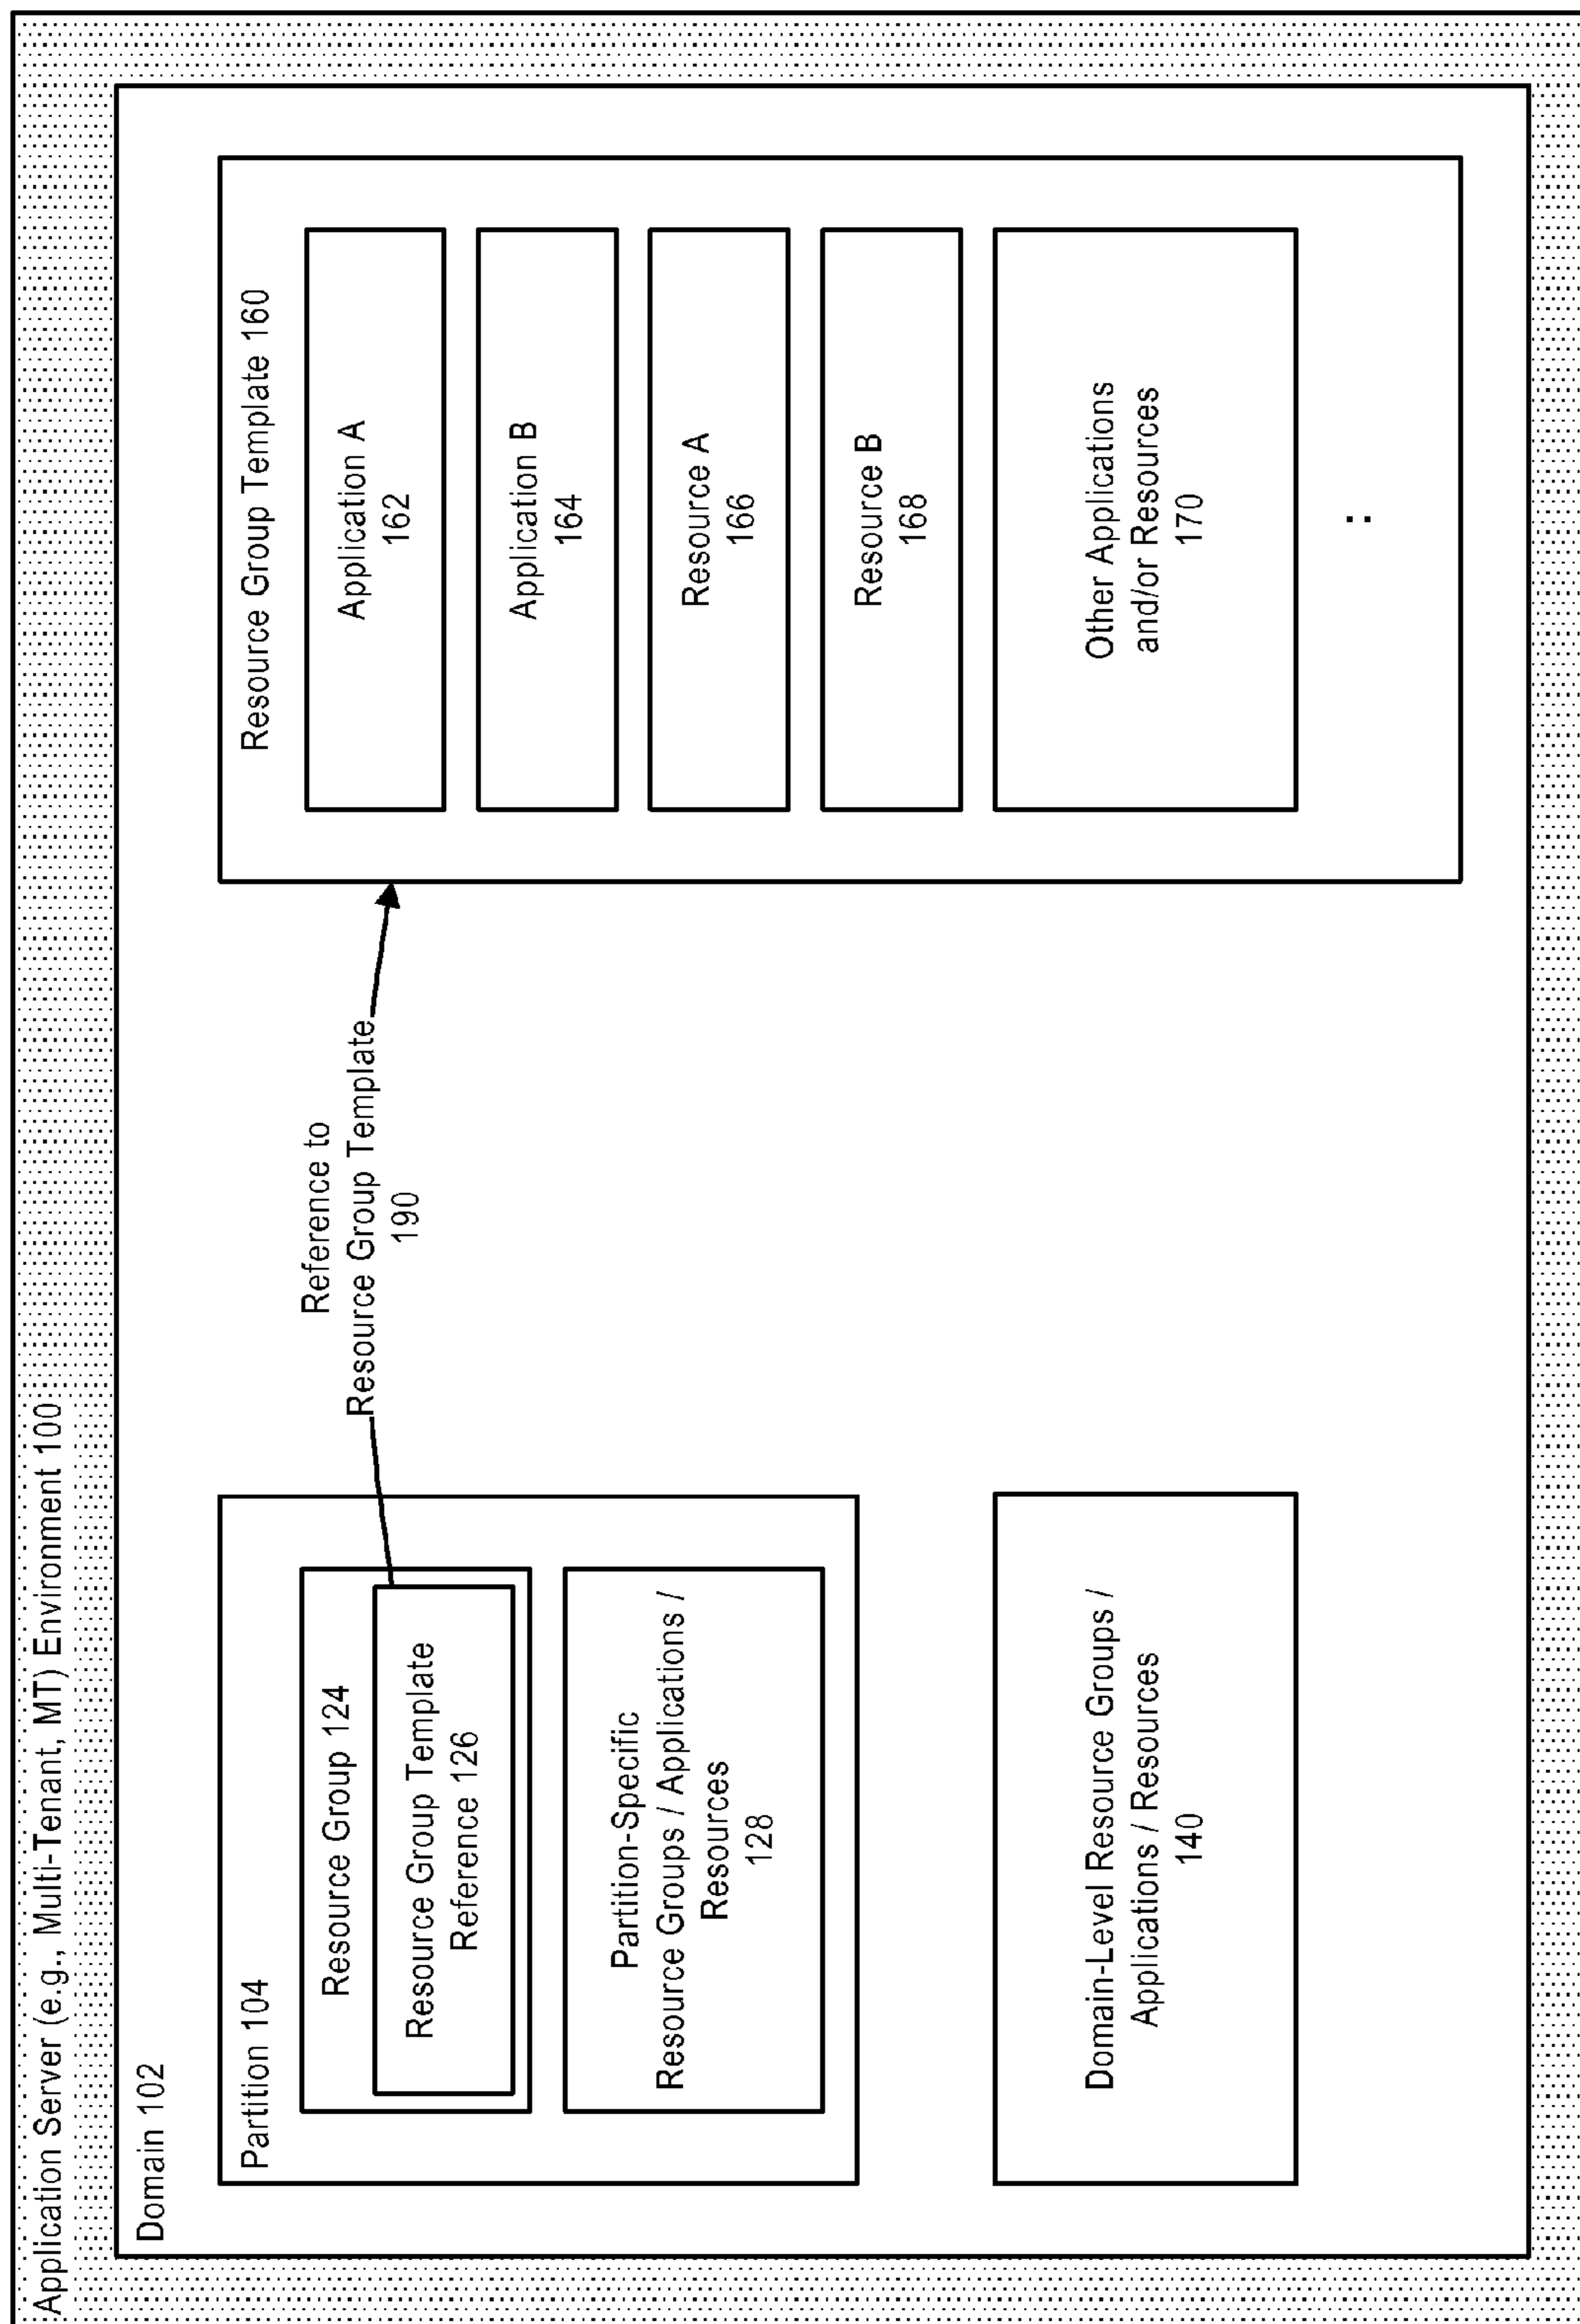 Application Server (e.g., Multi-Tenant, MT) Environment 100
Domain 102
Partition 104
Resource Group 124
Resource Group Template
Reference 126
Partition-Specific
Resource Groups / Applications /
Resources
128
Domain-Level Resource Groups /
Applications / Resources
140
Reference to
Resource Group Template
190
Resource Group Template 160
Application A
162
Application B
164
Resource A
166
Resource B
168
Other Applications
and/or Resources
170
..